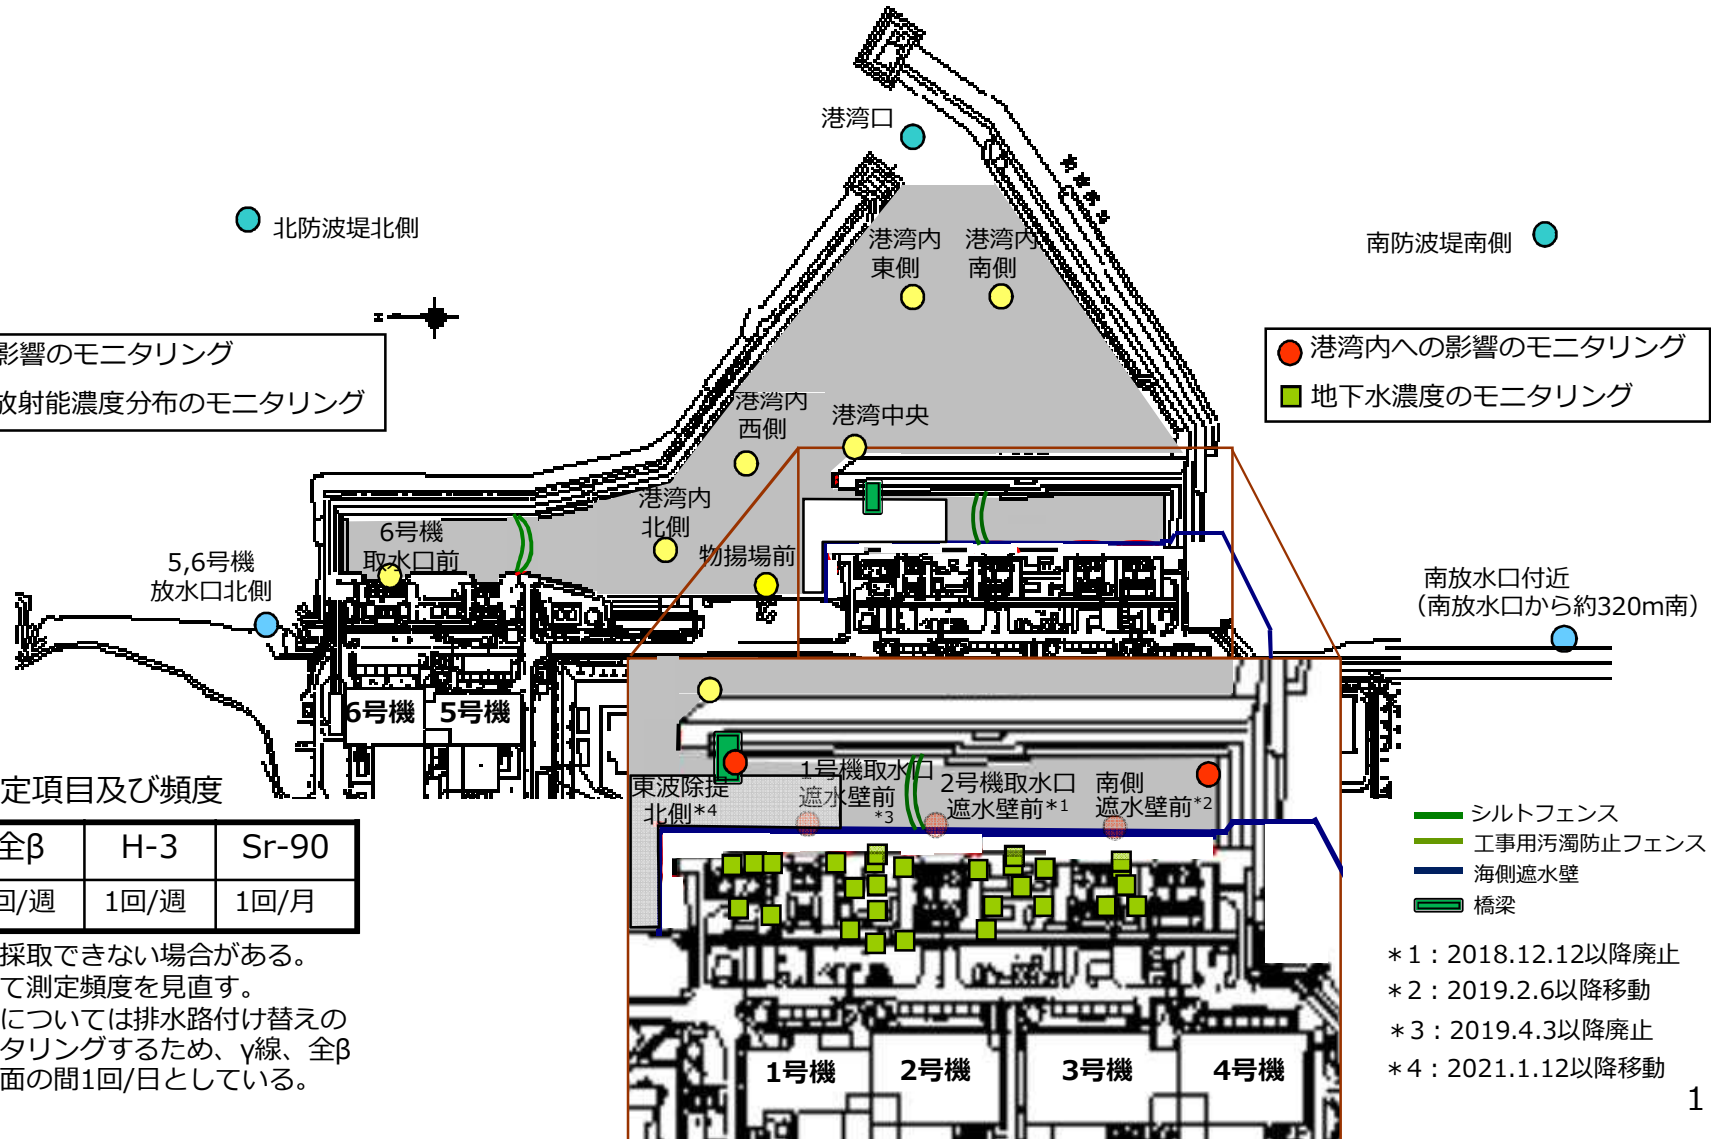 港湾口
北防波堤北側
南防波堤南側
港湾内
東側
港湾内
南側
影響のモニタリング
放射能濃度分布のモニタリング
港湾内への影響のモニタリング
地下水濃度のモニタリング
港湾内
西側
港湾中央
港湾内
北側
6号機
取水口前
物揚場前
5,6号機
放水口北側
南放水口付近
（南放水口から約320m南）
6号機
5号機
1号機取水口
遮水壁前
*3
2号機取水口
遮水壁前*1
南側
遮水壁前*2
東波除提
北側*4
定項目及び頻度
全β H-3 Sr-90
回/週 1回/週 1回/月
採取できない場合がある。
て測定頻度を見直す。
については排水路付け替えの
タリングするため、γ線、全β
面の間1回/日としている。
シルトフェンス
工事用汚濁防止フェンス
海側遮水壁
橋梁
＊1：2018.12.12以降廃止
＊2：2019.2.6以降移動
＊3：2019.4.3以降廃止
＊4：2021.1.12以降移動
1号機
2号機
3号機
4号機
1